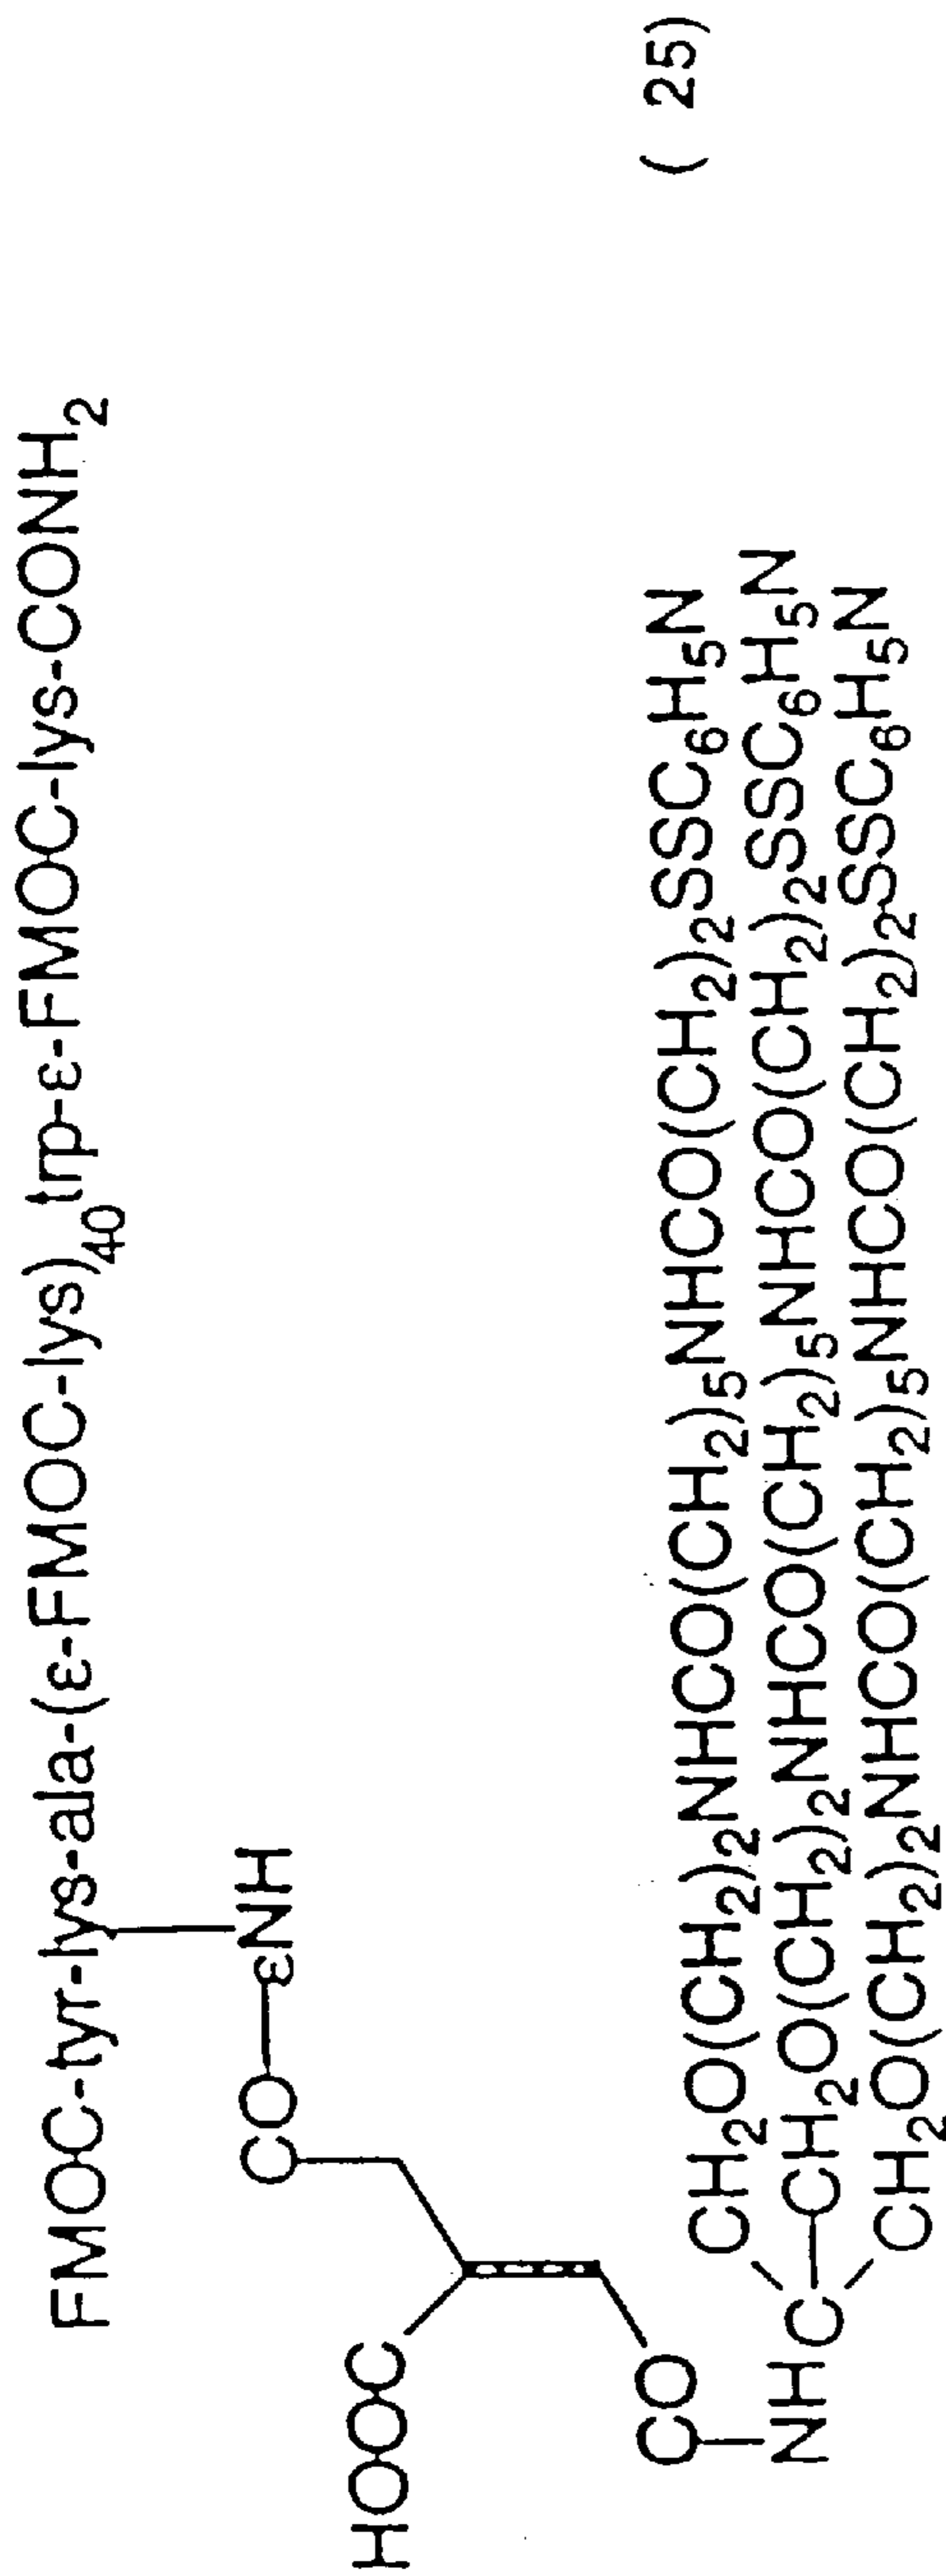 FMOC-tyr-lys-ala-(ε-FMOC-lys)₄₀trp-ε-FMOC-lys-CONH₂
CO-εNH
HOOC
CO
CH₂O(CH₂)₂NHCO(CH₂)₅NHCO(CH₂)₂SSC₆H₅N
NHC-CH₂O(CH₂)₂NHCO(CH₂)₅NHCO(CH₂)₂SSC₆H₅N
CH₂O(CH₂)₂NHCO(CH₂)₅NHCO(CH₂)₂SSC₆H₅N
( 25)